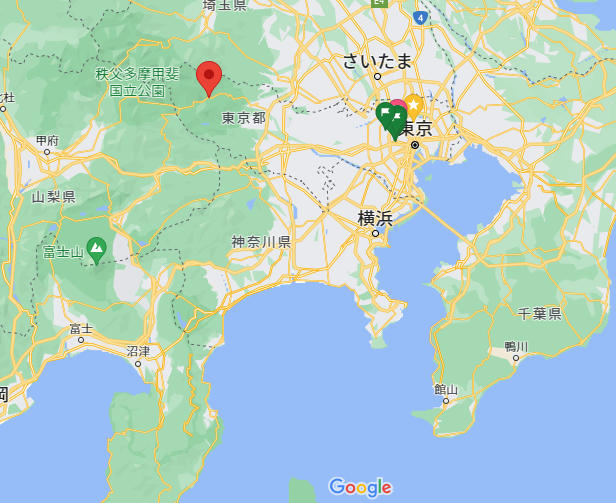 埼玉県
4
さいたま
秩父多摩甲斐
国立公園
東京都
東京
甲府
山梨県
横浜
神奈川県
富士山
千葉県
富士
沼津
鴨川
館山
Google